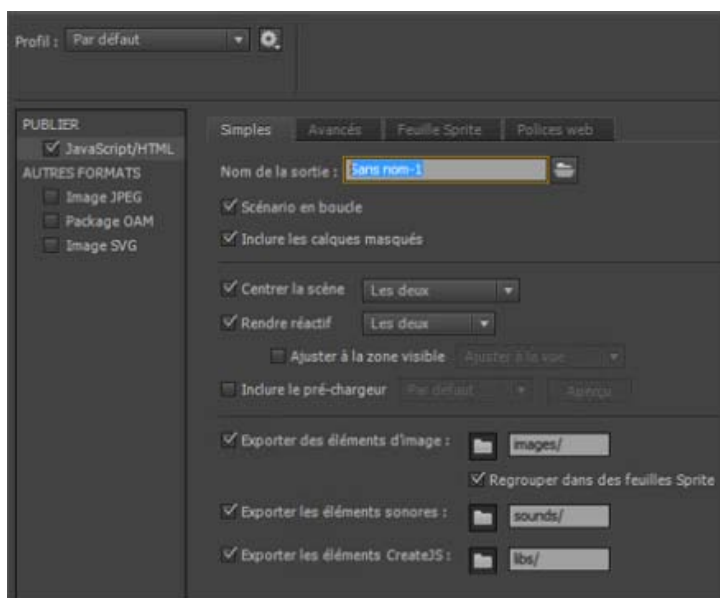 Profil : Par défaut
PUBLIER
JavaScript/HTML
AUTRES FORMATS
Image JPEG
Package OAM
Image SVG
Simples Avancés Feuille Sprite Polices web
Nom de la sortie : Sans nom-1
Scénario en boucle
Inclure les calques masqués
Centrer la scène Les deux
Rendre réactif Les deux
Ajuster à la zone visible Ajuster à la vue
Inclure le pré-chargeur Par défaut Aperçu
Exporter des éléments d'image : images/
Regrouper dans des feuilles Sprite
Exporter les éléments sonores : sounds/
Exporter les éléments CreateJS : libs/